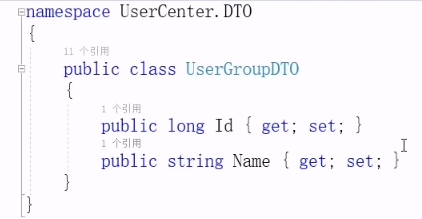 namespace UserCenter.DTO
{
11 个引用
public class UserGroupDTO
{
1 个引用
public long Id { get; set; }
1 个引用
public string Name { get; set; }
}
}